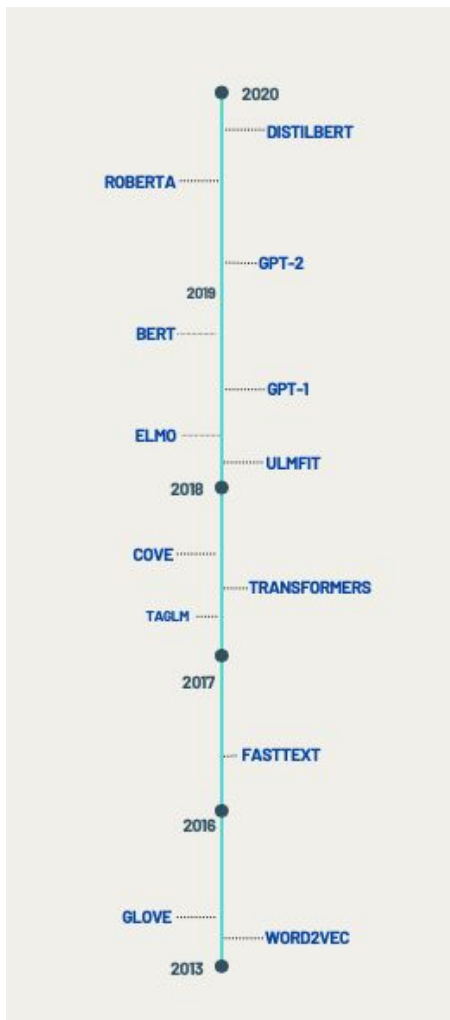 2020
DISTILBERT
ROBERTA
GPT-2
2019
BERT
GPT-1
ELMO
ULMFIT
2018
COVE
TRANSFORMERS
TAGLM
2017
FASTTEXT
2016
GLOVE
WORD2VEC
2013